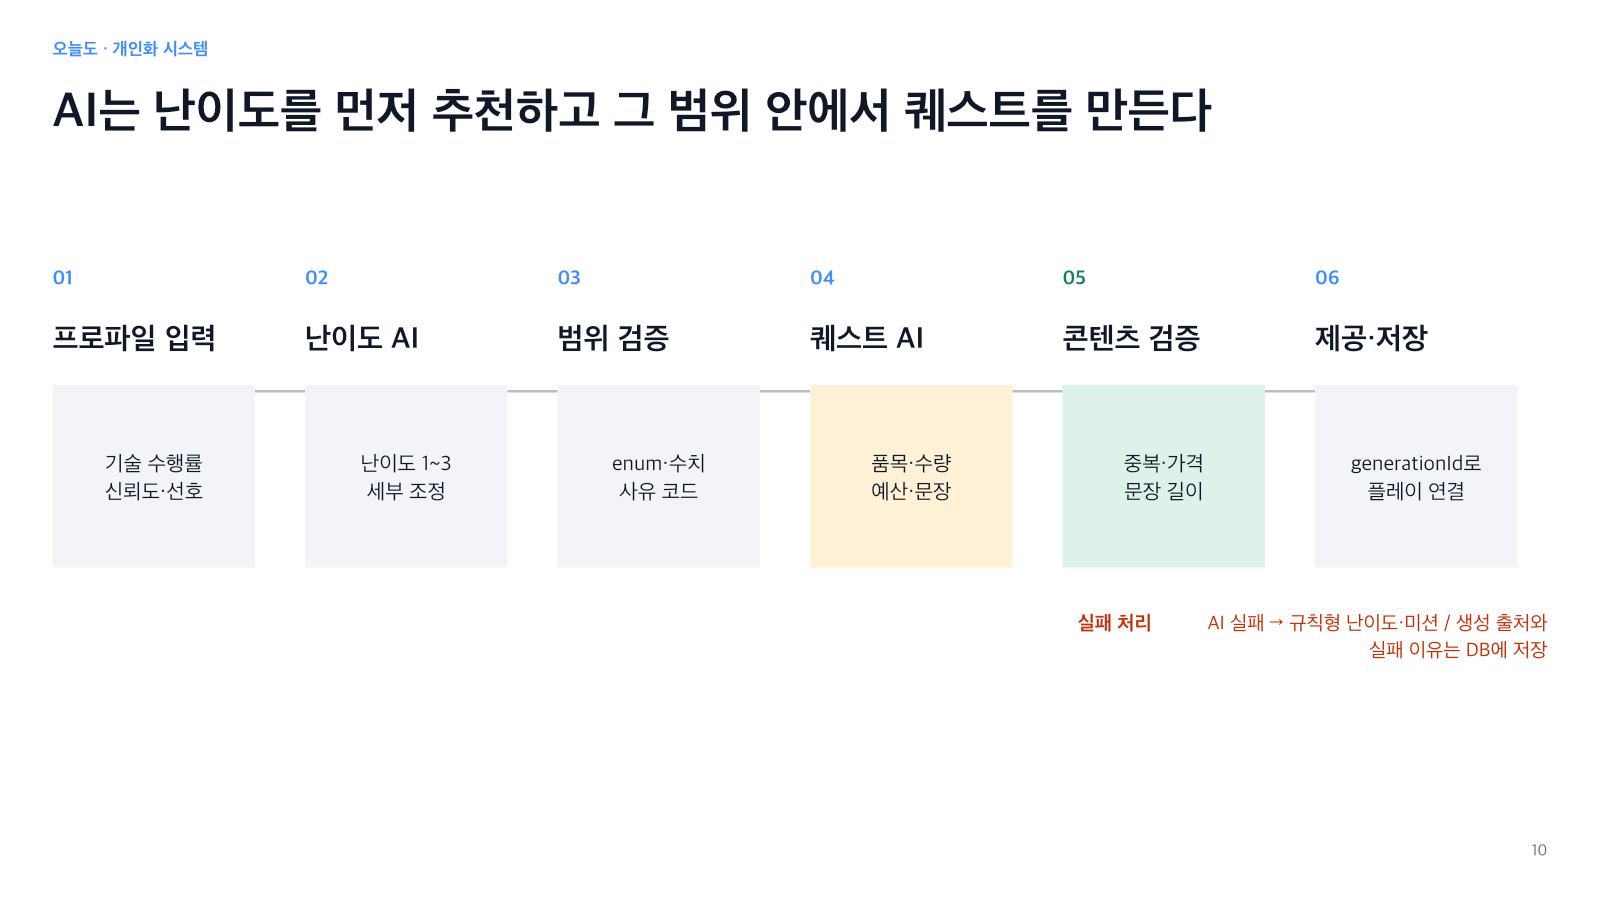 오늘도 · 개인화 시스템
AI는 난이도를 먼저 추천하고 그 범위 안에서 퀘스트를 만든다
01
프로파일 입력
기술 수행률
신뢰도·선호
02
난이도 AI
난이도 1~3
세부 조정
03
범위 검증
enum·수치
사유 코드
04
퀘스트 AI
품목·수량
예산·문장
05
콘텐츠 검증
중복·가격
문장 길이
06
제공·저장
generationId로
플레이 연결
실패 처리
AI 실패 → 규칙형 난이도·미션 / 생성 출처와
실패 이유는 DB에 저장
10